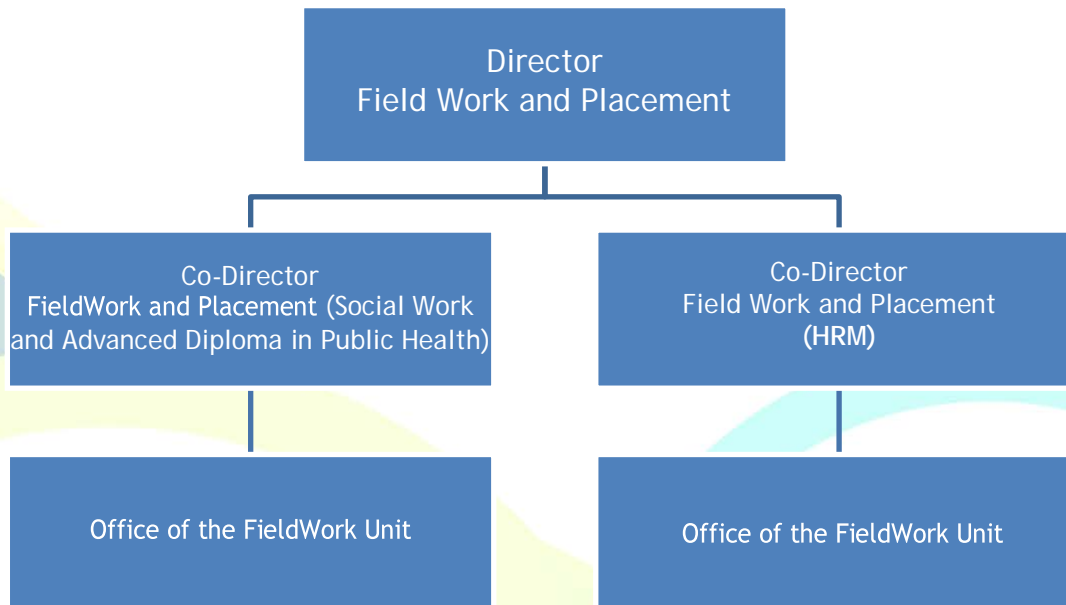 Director
Field Work and Placement
Co-Director
FieldWork and Placement (Social Work
and Advanced Diploma in Public Health)
Co-Director
Field Work and Placement
(HRM)
Office of the FieldWork Unit
Office of the FieldWork Unit